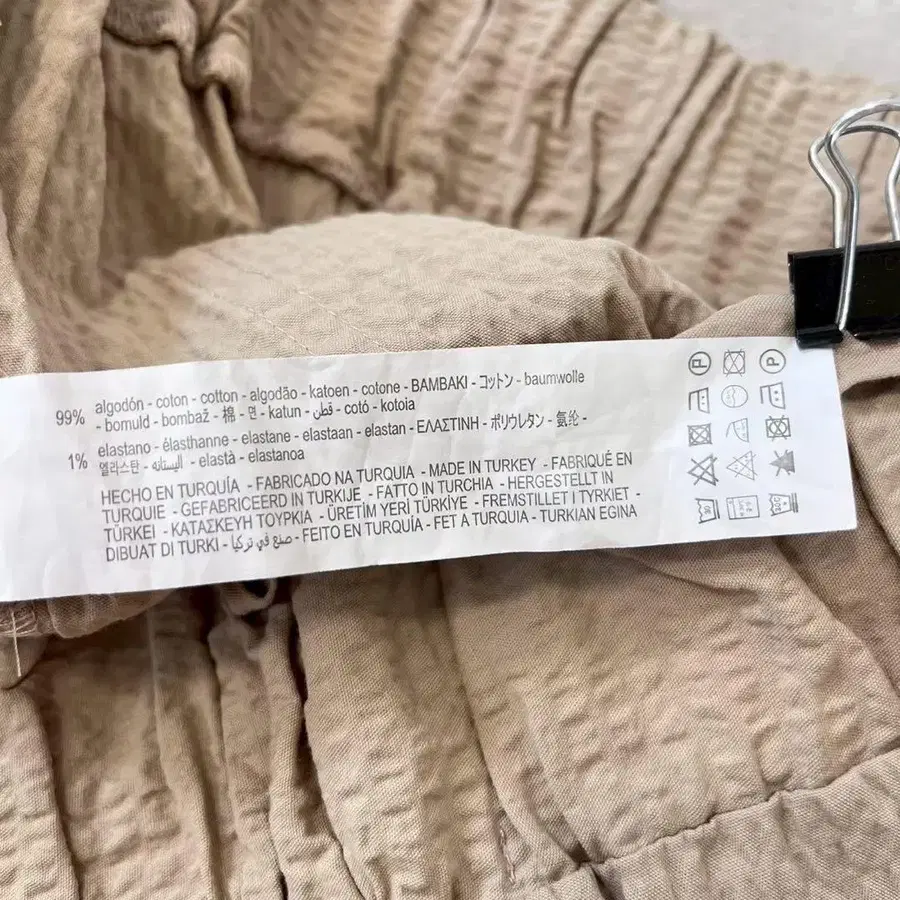 99% algodón - coton - cotton - algodão - katoen - cotone - BAMBAKI - コットン - baumwolle
- bomuld - bombaž - 棉 - 면 - katun - قطن - cotó - kotoia
1% elastano - élasthanne - elastane - elastaan - elastan - ΕΛΑΣΤΙΝΗ - ポリウレタン - 氨纶 -
엘라스탄 - اليستانه - elastà - elastanoa
HECHO EN TURQUÍA - FABRICADO NA TURQUIA - MADE IN TURKEY - FABRIQUÉ EN
TURQUIE - GEFABRICEERD IN TURKIJE - FATTO IN TURCHIA - HERGESTELLT IN
TÜRKEI - ΚΑΤΑΣΚΕΥΗ ΤΟΥΡΚΙΑ - ÜRETİM YERİ TÜRKİYE - FREMSTILLET I TYRKIET -
DIBUAT DI TURKI - صنع في تركيا - FEITO EN TURQUÍA - FET A TURQUIA - TURKIAN EGINA
P P